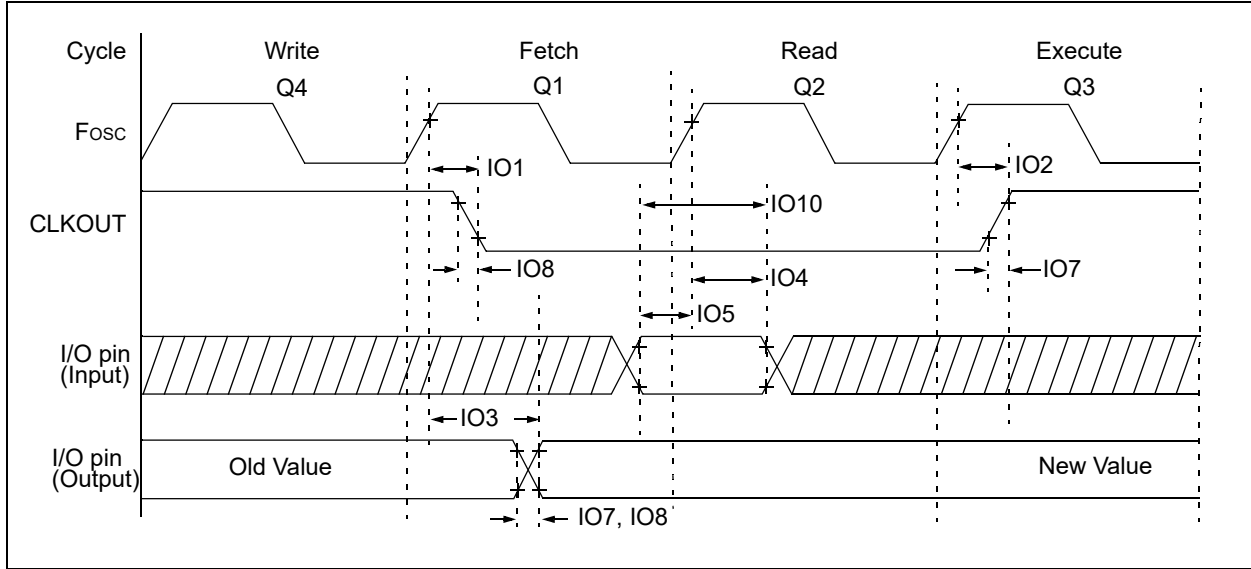 Cycle Write Fetch Read Execute
Q4 Q1 Q2 Q3
Fosc
IO1 IO2
IO10
CLKOUT
IO8 IO4 IO7
IO5
I/O pin
(Input)
IO3
I/O pin
(Output)
Old Value New Value
IO7, IO8